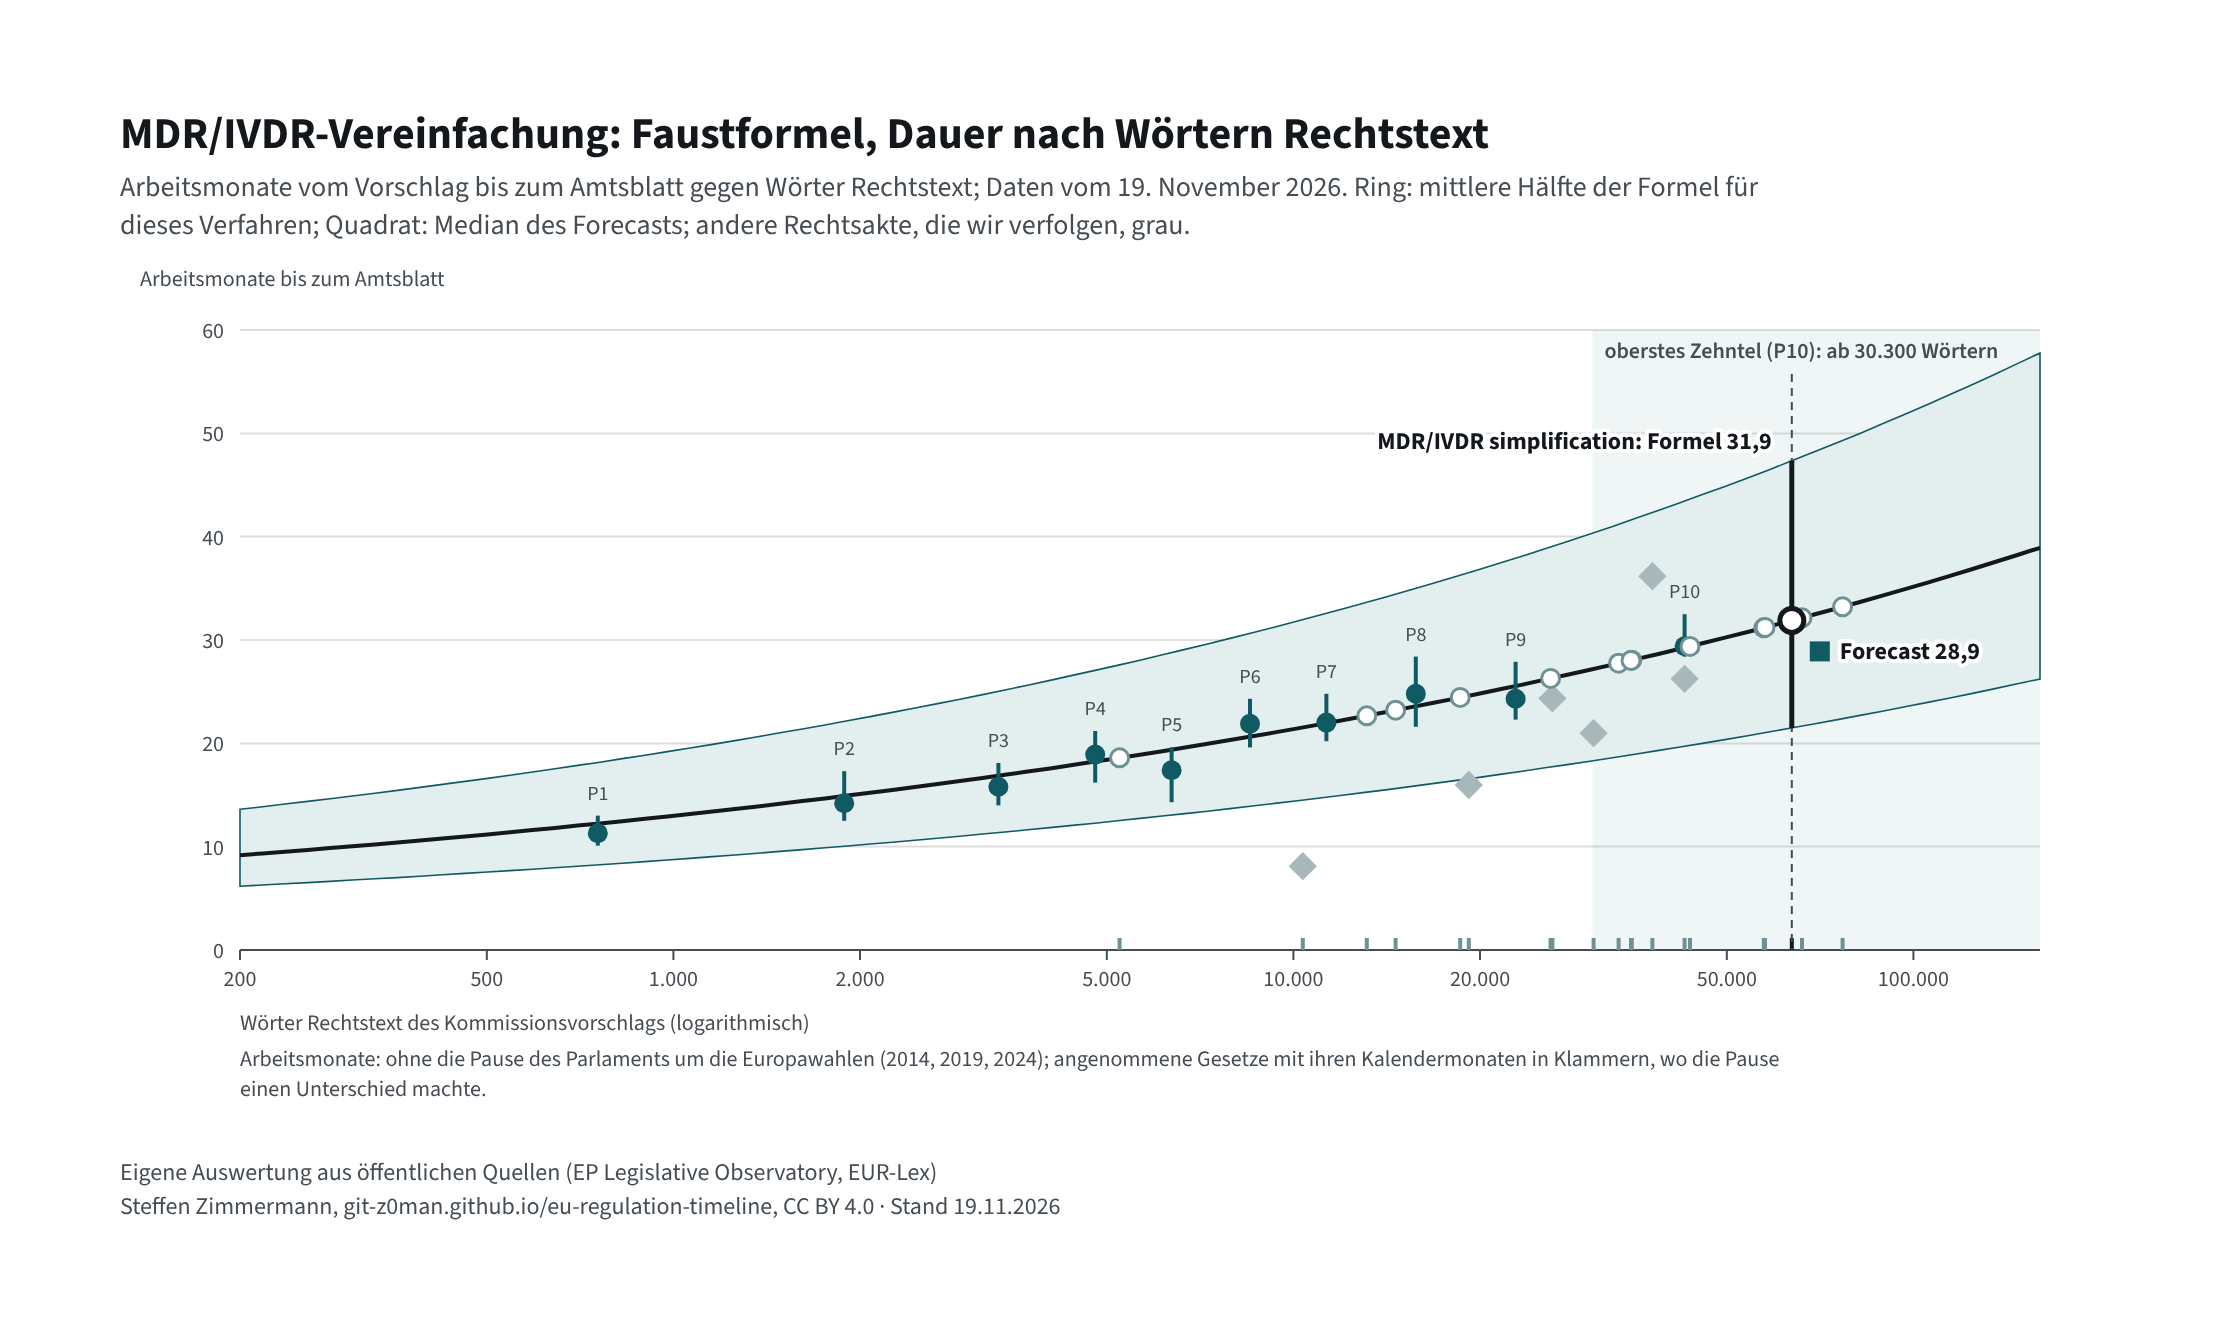 MDR/IVDR-Vereinfachung: Faustformel, Dauer nach Wörtern Rechtstext
Arbeitsmonate vom Vorschlag bis zum Amtsblatt gegen Wörter Rechtstext; Daten vom 19. November 2026. Ring: mittlere Hälfte der Formel für
dieses Verfahren; Quadrat: Median des Forecasts; andere Rechtsakte, die wir verfolgen, grau.
Arbeitsmonate bis zum Amtsblatt
60
oberstes Zehntel (P10): ab 30.300 Wörtern
50
MDR/IVDR simplification: Formel 31,9
40
P10
30
P8
P9
Forecast 28,9
P7
P6
P4
P5
20
P3
P2
P1
10
0
200 500 1.000 2.000 5.000 10.000 20.000 50.000 100.000
Wörter Rechtstext des Kommissionsvorschlags (logarithmisch)
Arbeitsmonate: ohne die Pause des Parlaments um die Europawahlen (2014, 2019, 2024); angenommene Gesetze mit ihren Kalendermonaten in Klammern, wo die Pause
einen Unterschied machte.
Eigene Auswertung aus öffentlichen Quellen (EP Legislative Observatory, EUR-Lex)
Steffen Zimmermann, git-z0man.github.io/eu-regulation-timeline, CC BY 4.0 · Stand 19.11.2026